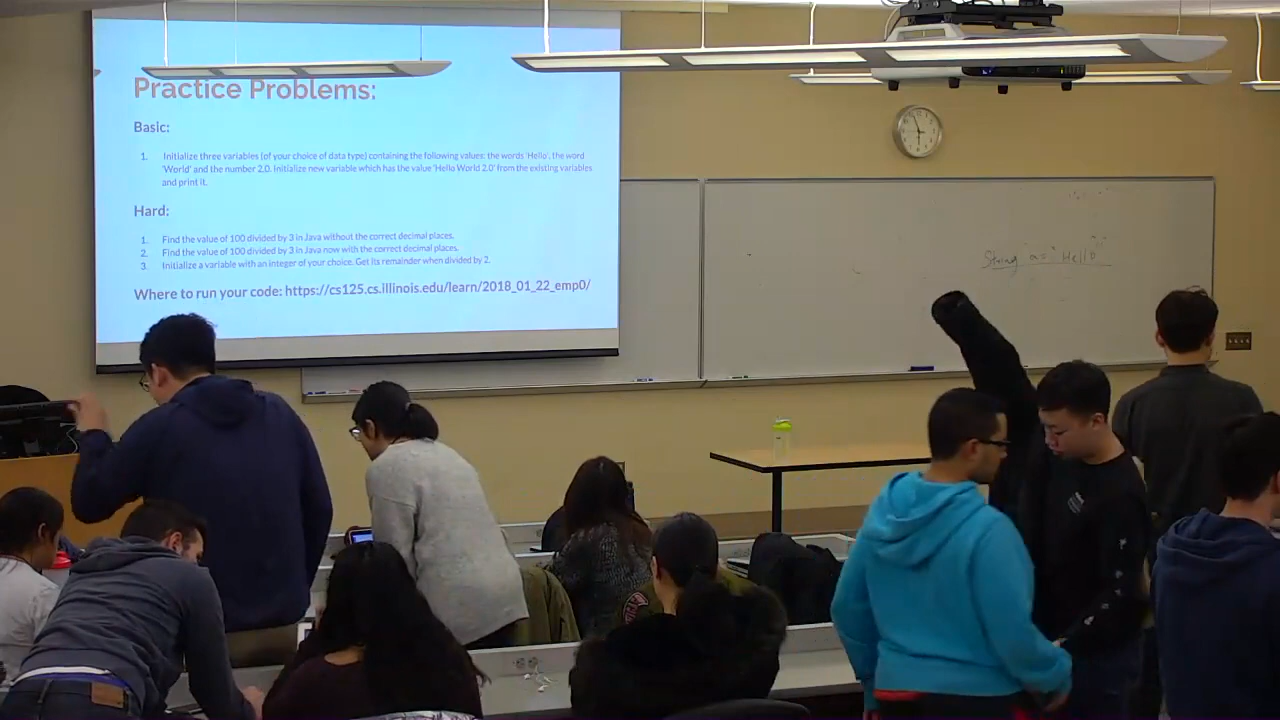 Practice Problems:
Basic:
1. Initialize three variables (of your choice of data type) containing the following values: the words 'Hello', the word
'World' and the number 2.0. Initialize new variable which has the value 'Hello World 2.0' from the existing variables
and print it.
Hard:
1. Find the value of 100 divided by 3 in Java without the correct decimal places.
2. Find the value of 100 divided by 3 in Java now with the correct decimal places.
3. Initialize a variable with an integer of your choice. Get its remainder when divided by 2.
Where to run your code: https://cs125.cs.illinois.edu/learn/2018_01_22_emp0/
String a= "Hello"